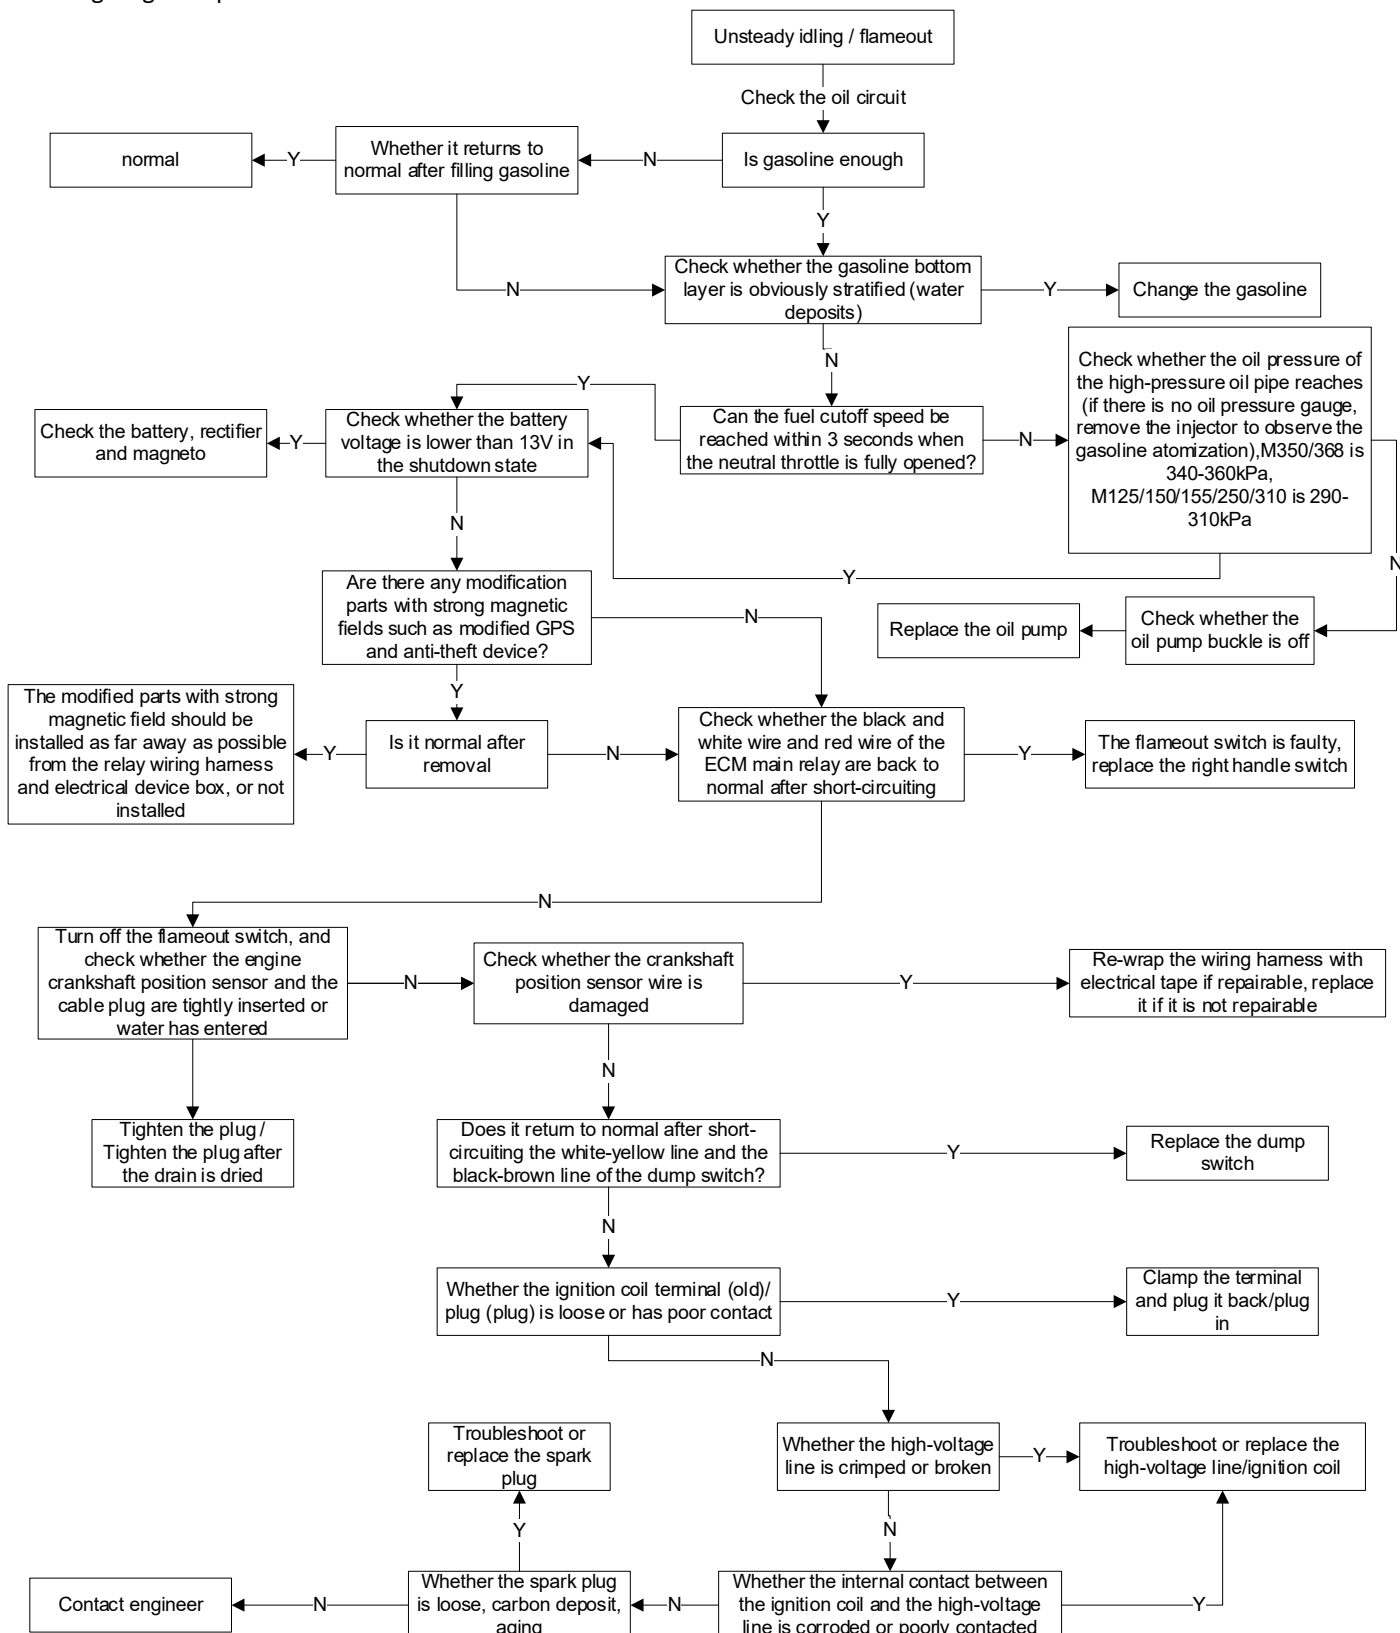 Unsteady idling / flameout
Check the oil circuit
normal
Y
Whether it returns to
normal after filling gasoline
N
Is gasoline enough
Y
N
Check whether the gasoline bottom
layer is obviously stratified (water
deposits)
Y
Change the gasoline
N
Check whether the oil pressure of
the high-pressure oil pipe reaches
(if there is no oil pressure gauge,
remove the injector to observe the
gasoline atomization),M350/368 is
340-360kPa,
M125/150/155/250/310 is 290-
310kPa
Y
Check the battery, rectifier
and magneto
Y
Check whether the battery
voltage is lower than 13V in
the shutdown state
Can the fuel cutoff speed be
reached within 3 seconds when
the neutral throttle is fully opened?
N
N
N
Y
Are there any modification
parts with strong magnetic
fields such as modified GPS
and anti-theft device?
N
Replace the oil pump
Check whether the
oil pump buckle is off
Y
The modified parts with strong
magnetic field should be
installed as far away as possible
from the relay wiring harness
and electrical device box, or not
installed
Y
Is it normal after
removal
N
Check whether the black and
white wire and red wire of the
ECM main relay are back to
normal after short-circuiting
Y
The flameout switch is faulty,
replace the right handle switch
N
Turn off the flameout switch, and
check whether the engine
crankshaft position sensor and the
cable plug are tightly inserted or
water has entered
N
Check whether the crankshaft
position sensor wire is
damaged
Y
Re-wrap the wiring harness with
electrical tape if repairable, replace
it if it is not repairable
N
Tighten the plug /
Tighten the plug after
the drain is dried
Does it return to normal after short-
circuiting the white-yellow line and the
black-brown line of the dump switch?
Y
Replace the dump
switch
N
Whether the ignition coil terminal (old)/
plug (plug) is loose or has poor contact
Y
Clamp the terminal
and plug it back/plug
in
N
Troubleshoot or
replace the spark
plug
Whether the high-voltage
line is crimped or broken
Y
Troubleshoot or replace the
high-voltage line/ignition coil
Y
N
Contact engineer
N
Whether the spark plug
is loose, carbon deposit,
aging
N
Whether the internal contact between
the ignition coil and the high-voltage
line is corroded or poorly contacted
Y